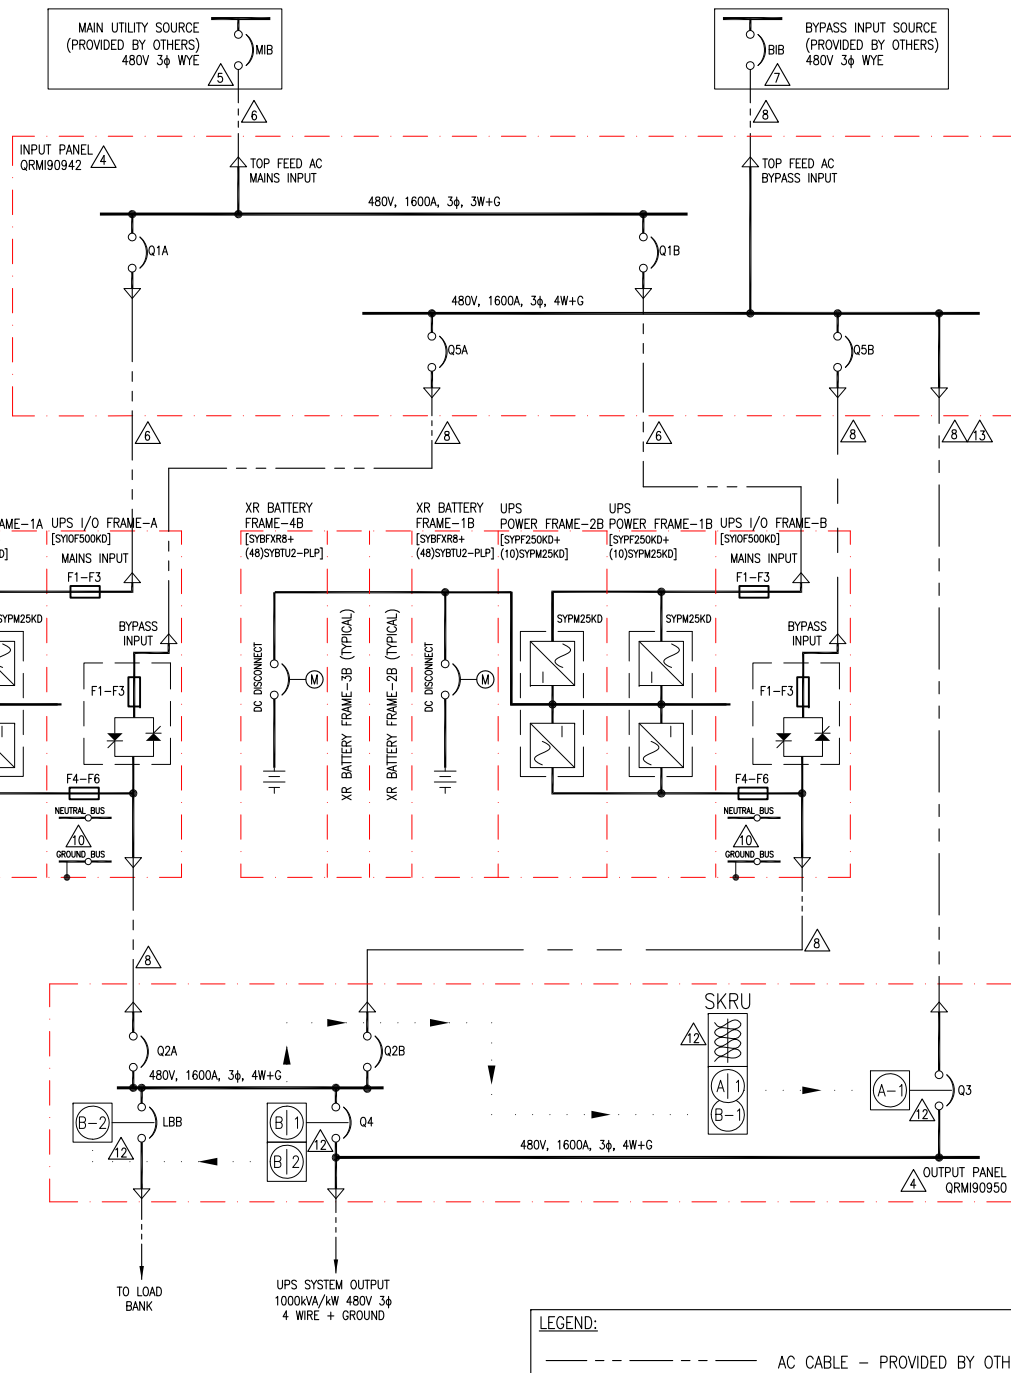 MAIN UTILITY SOURCE
(PROVIDED BY OTHERS)
480V 3ϕ WYE
MIB
5
6
BYPASS INPUT SOURCE
(PROVIDED BY OTHERS)
480V 3ϕ WYE
BIB
7
8
INPUT PANEL
QRMI90942
4
TOP FEED AC
MAINS INPUT
TOP FEED AC
BYPASS INPUT
480V, 1600A, 3ϕ, 3W+G
Q1A
Q1B
480V, 1600A, 3ϕ, 4W+G
Q5A
Q5B
6
8
6
8
8
13
AME-1A
D]
UPS I/O FRAME-A
[SYIOF500KD]
MAINS INPUT
F1-F3
SYPM25KD
BYPASS
INPUT
F1-F3
F4-F6
NEUTRAL BUS
10
GROUND BUS
XR BATTERY
FRAME-4B
[SYBFXR8+
(48)SYBTU2-PLP]
DC DISCONNECT
M
XR BATTERY FRAME-3B (TYPICAL)
XR BATTERY FRAME-2B (TYPICAL)
XR BATTERY
FRAME-1B
[SYBFXR8+
(48)SYBTU2-PLP]
DC DISCONNECT
M
UPS
POWER FRAME-2B
[SYPF250KD+
(10)SYPM25KD]
SYPM25KD
UPS
POWER FRAME-1B
[SYPF250KD+
(10)SYPM25KD]
SYPM25KD
UPS I/O FRAME-B
[SYIOF500KD]
MAINS INPUT
F1-F3
BYPASS
INPUT
F1-F3
F4-F6
NEUTRAL BUS
10
GROUND BUS
8
8
SKRU
12
A 1
B-1
Q2A
Q2B
480V, 1600A, 3ϕ, 4W+G
B-2
LBB
12
B 1
B 2
Q4
12
A-1
Q3
12
480V, 1600A, 3ϕ, 4W+G
4
OUTPUT PANEL
QRMI90950
TO LOAD
BANK
UPS SYSTEM OUTPUT
1000kVA/kW 480V 3ϕ
4 WIRE + GROUND
LEGEND:
AC CABLE - PROVIDED BY OTH